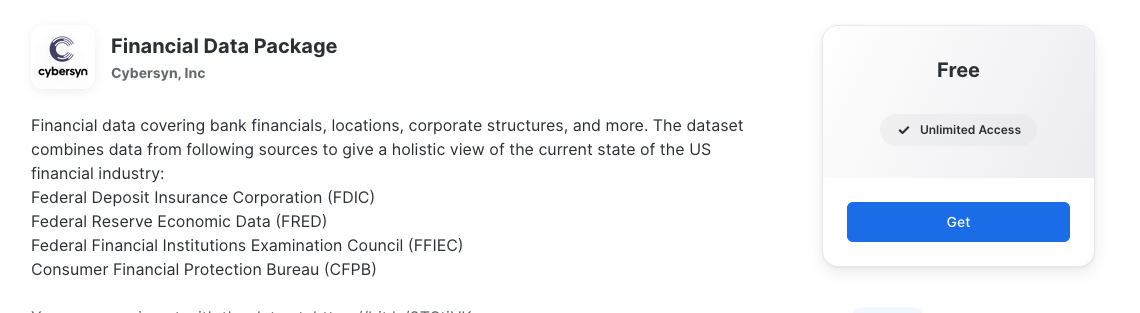 Financial Data Package
cybersyn
Cybersyn, Inc
Financial data covering bank financials, locations, corporate structures, and more. The dataset
combines data from following sources to give a holistic view of the current state of the US
financial industry:
Federal Deposit Insurance Corporation (FDIC)
Federal Reserve Economic Data (FRED)
Federal Financial Institutions Examination Council (FFIEC)
Consumer Financial Protection Bureau (CFPB)
Free
Unlimited Access
Get